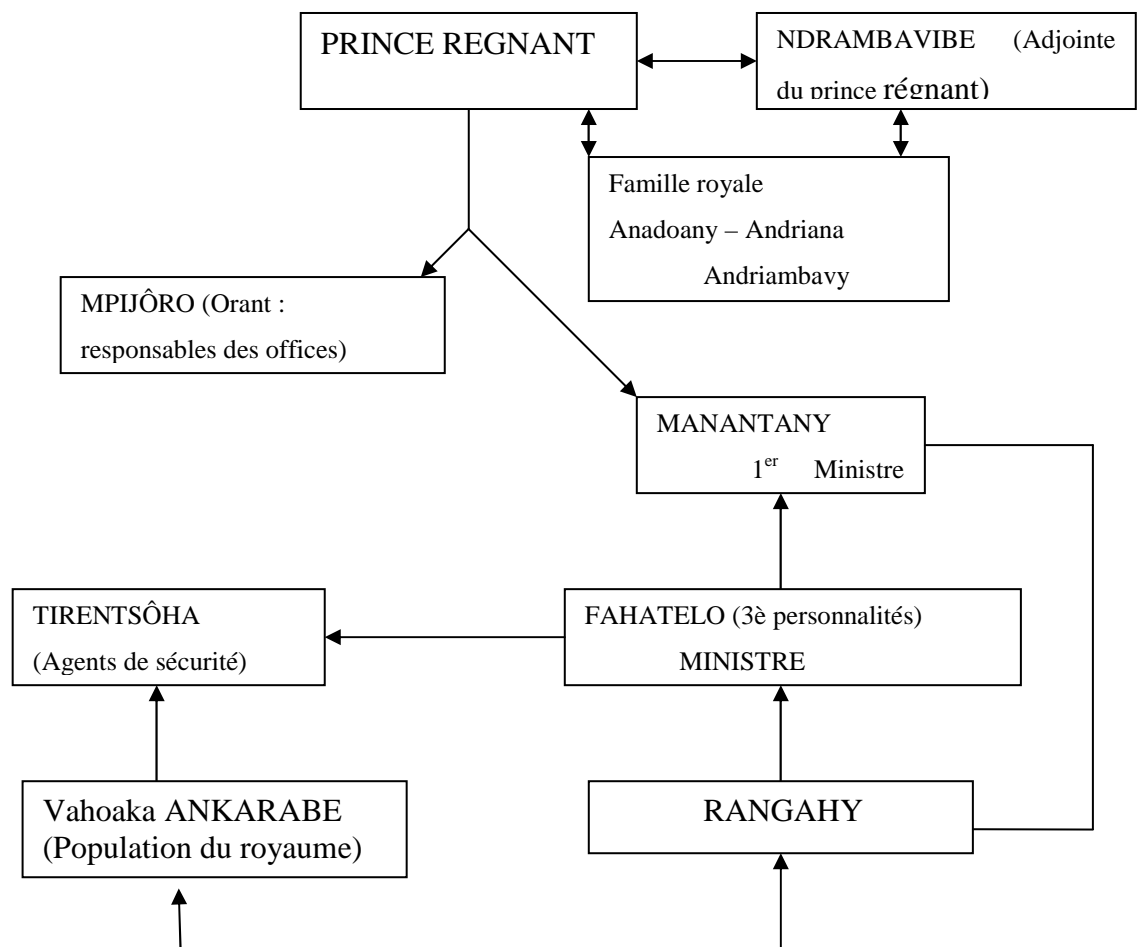 PRINCE REGNANT
NDRAMBAVIBE (Adjointe
du prince régnant)
Famille royale
Anadoany – Andriana
Andriambavy
MPIJÔRO (Orant :
responsables des offices)
MANANTANY
1er Ministre
TIRENTSÔHA
(Agents de sécurité)
FAHATELO (3è personnalités)
MINISTRE
Vahoaka ANKARABE
(Population du royaume)
RANGAHY